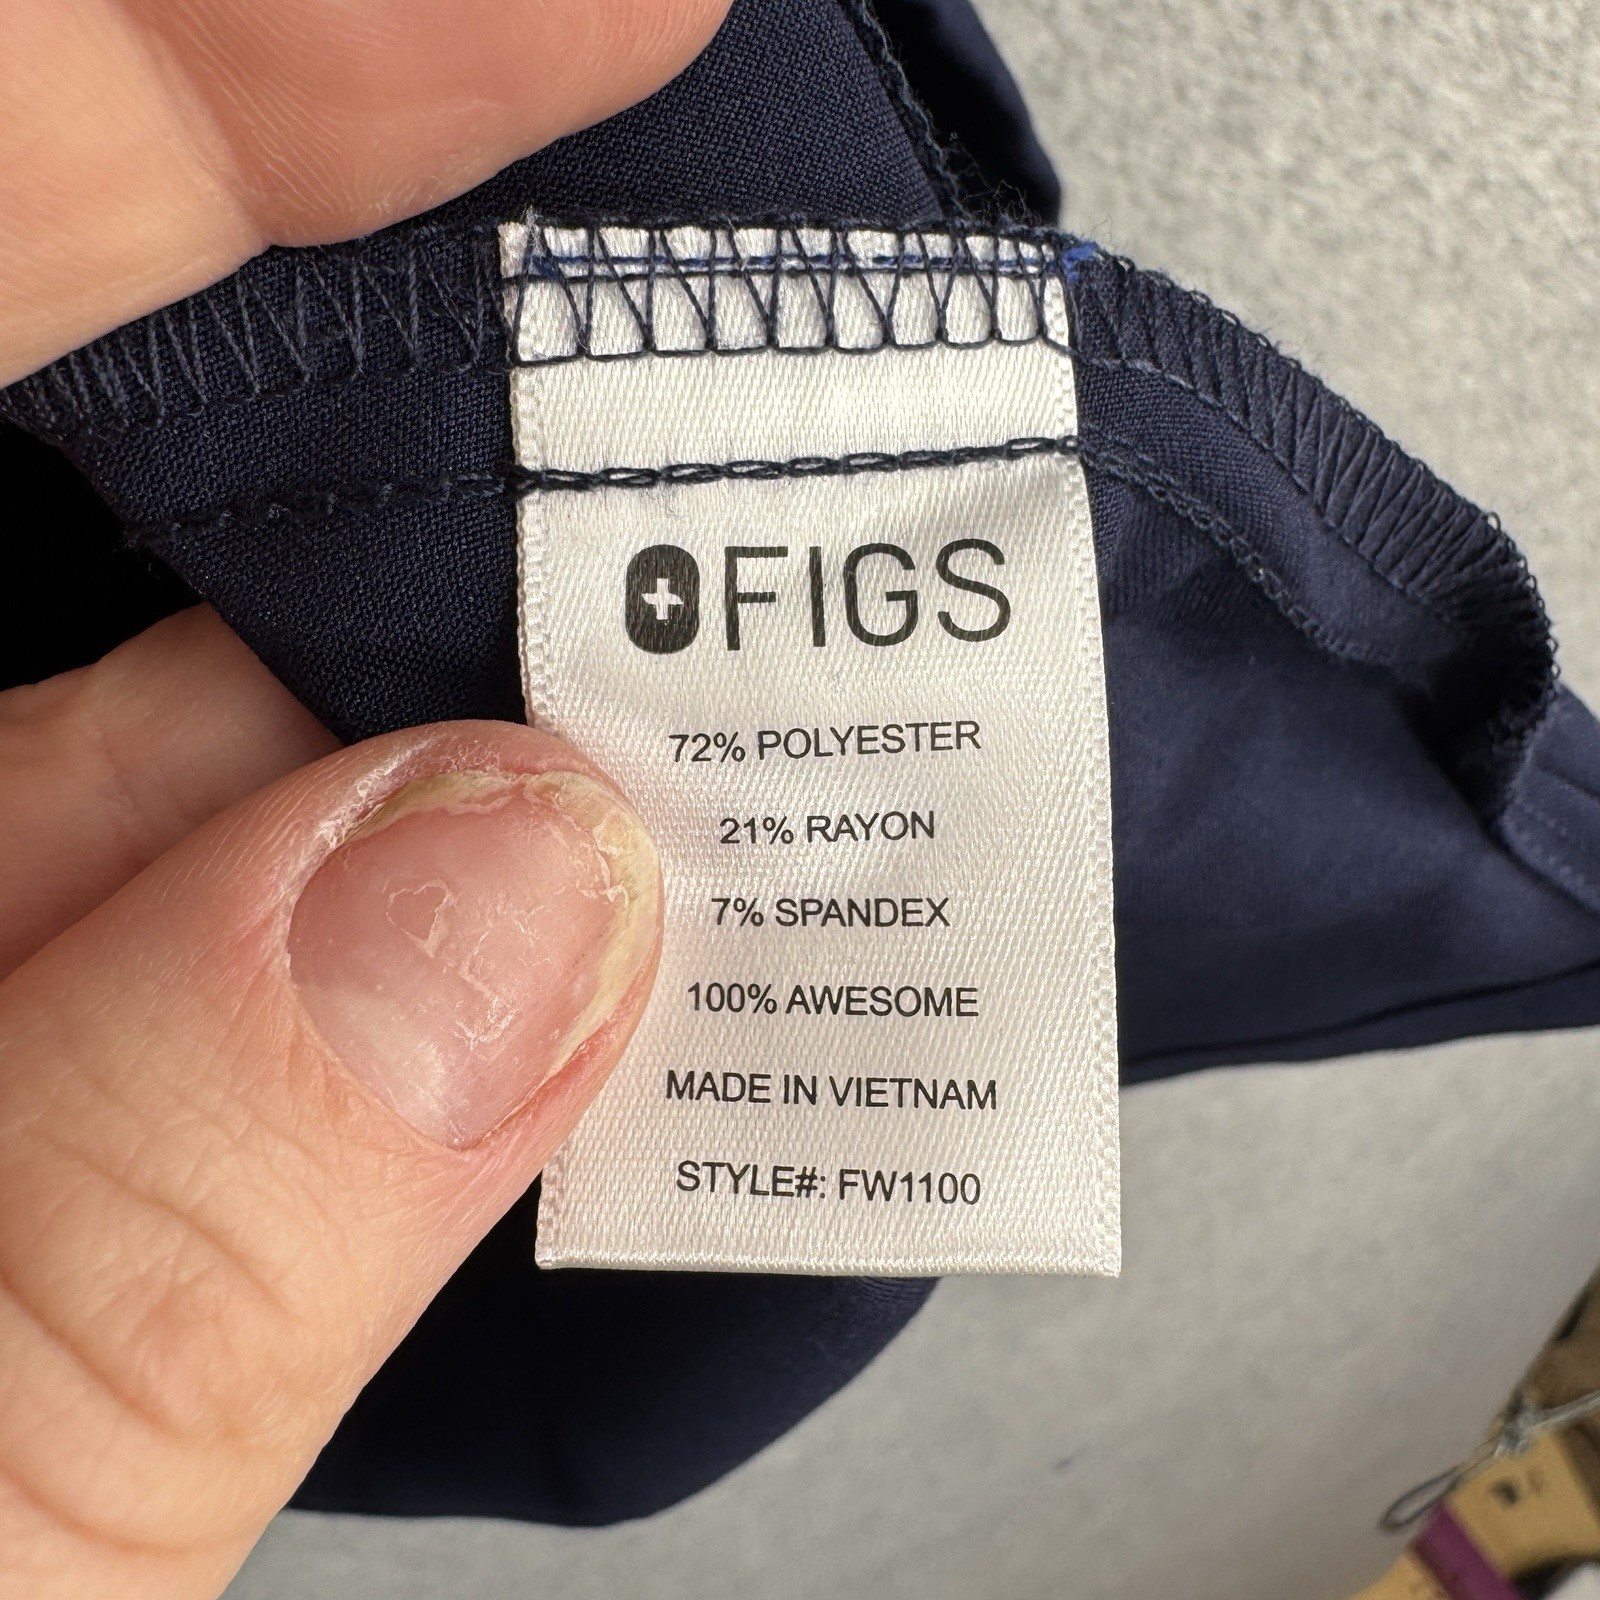 FIGS
72% POLYESTER
21% RAYON
7% SPANDEX
100% AWESOME
MADE IN VIETNAM
STYLE#: FW1100